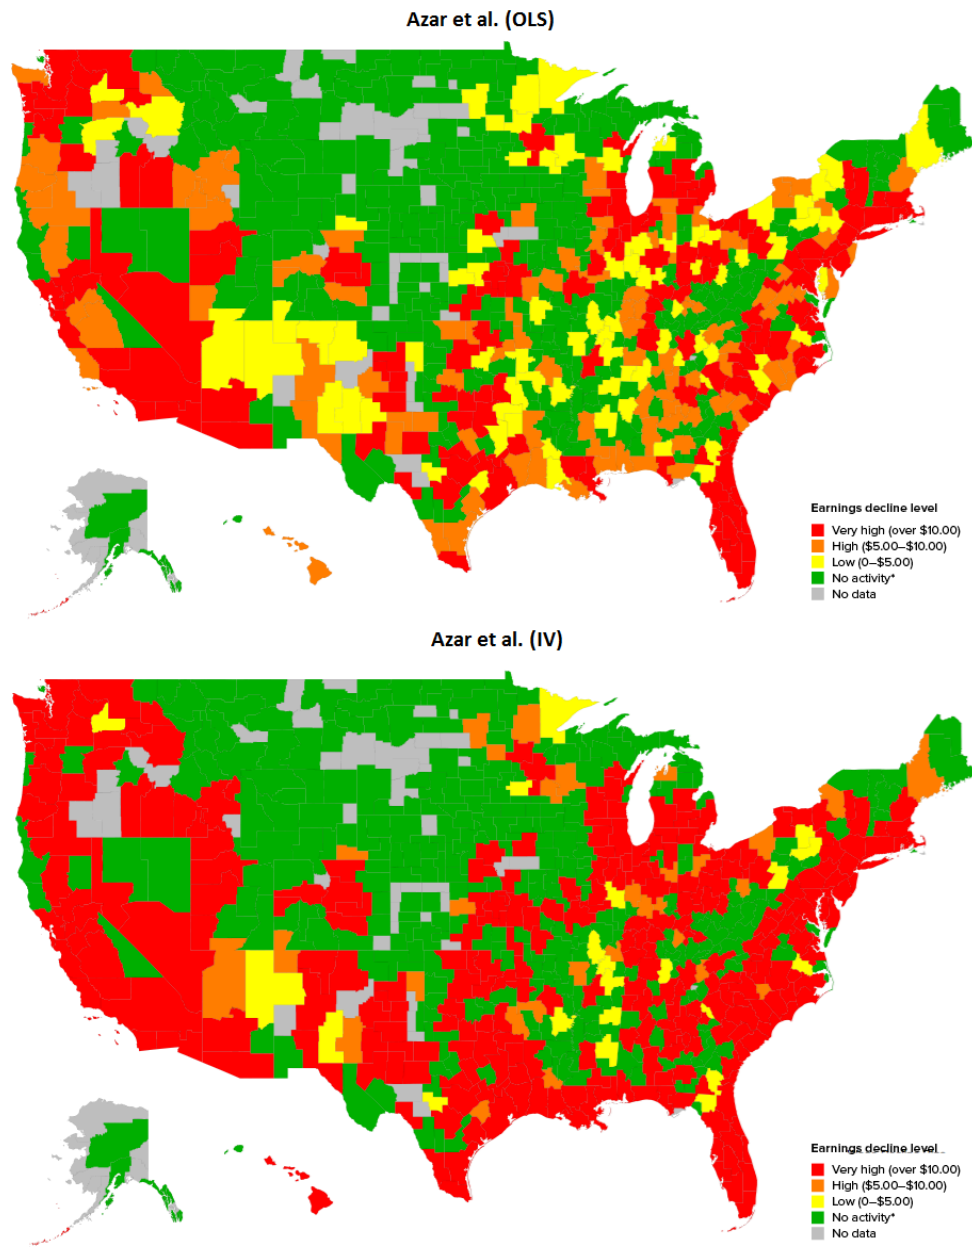 Azar et al. (OLS)
Earnings decline level
Very high (over $10.00)
High ($5.00–$10.00)
Low (0–$5.00)
No activity*
No data
Azar et al. (IV)
Earnings decline level
Very high (over $10.00)
High ($5.00–$10.00)
Low (0–$5.00)
No activity*
No data